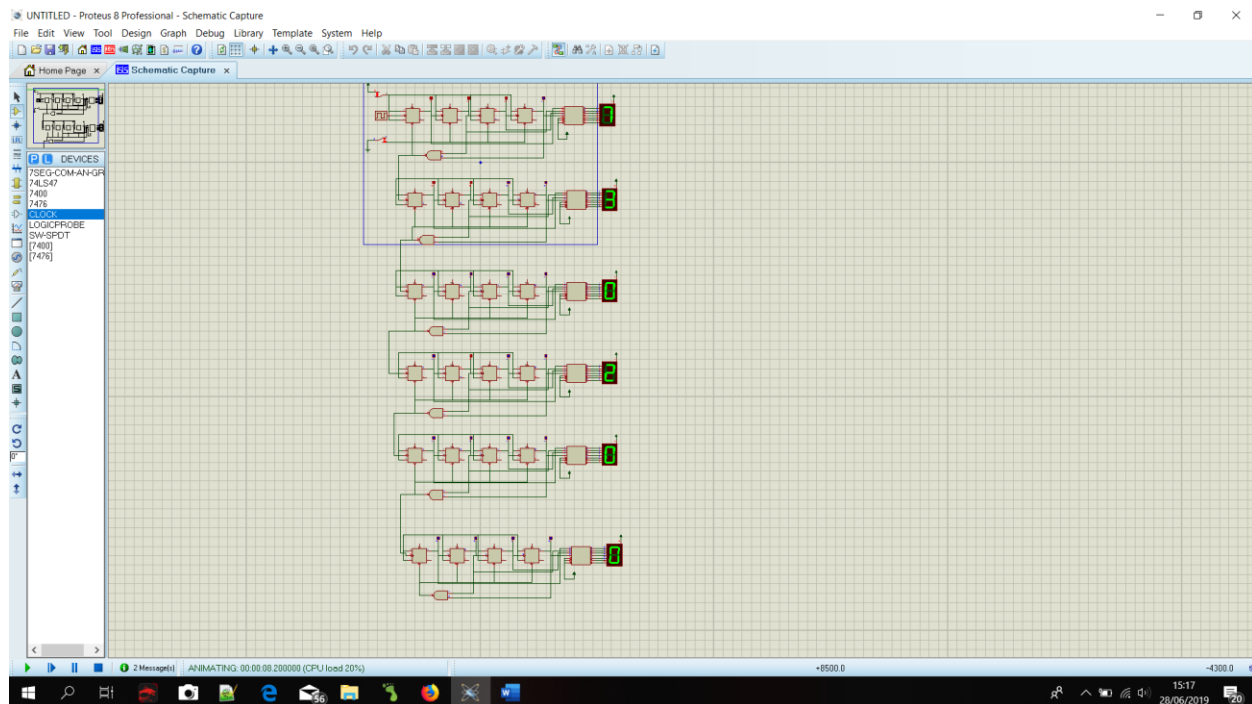 UNTITLED - Proteus 8 Professional - Schematic Capture
File Edit View Tool Design Graph Debug Library Template System Help
Home Page x Schematic Capture x
P L DEVICES
7SEG-COM-AN-GR
74LS47
7400
7476
CLOCK
LOGICPROBE
SW-SPDT
[7400]
[7476]
7
3
0
2
0
0
2 Message(s) ANIMATING: 00:00:08.200000 (CPU load 20%) +8500.0 -4300.0
56
15:17
28/06/2019
20